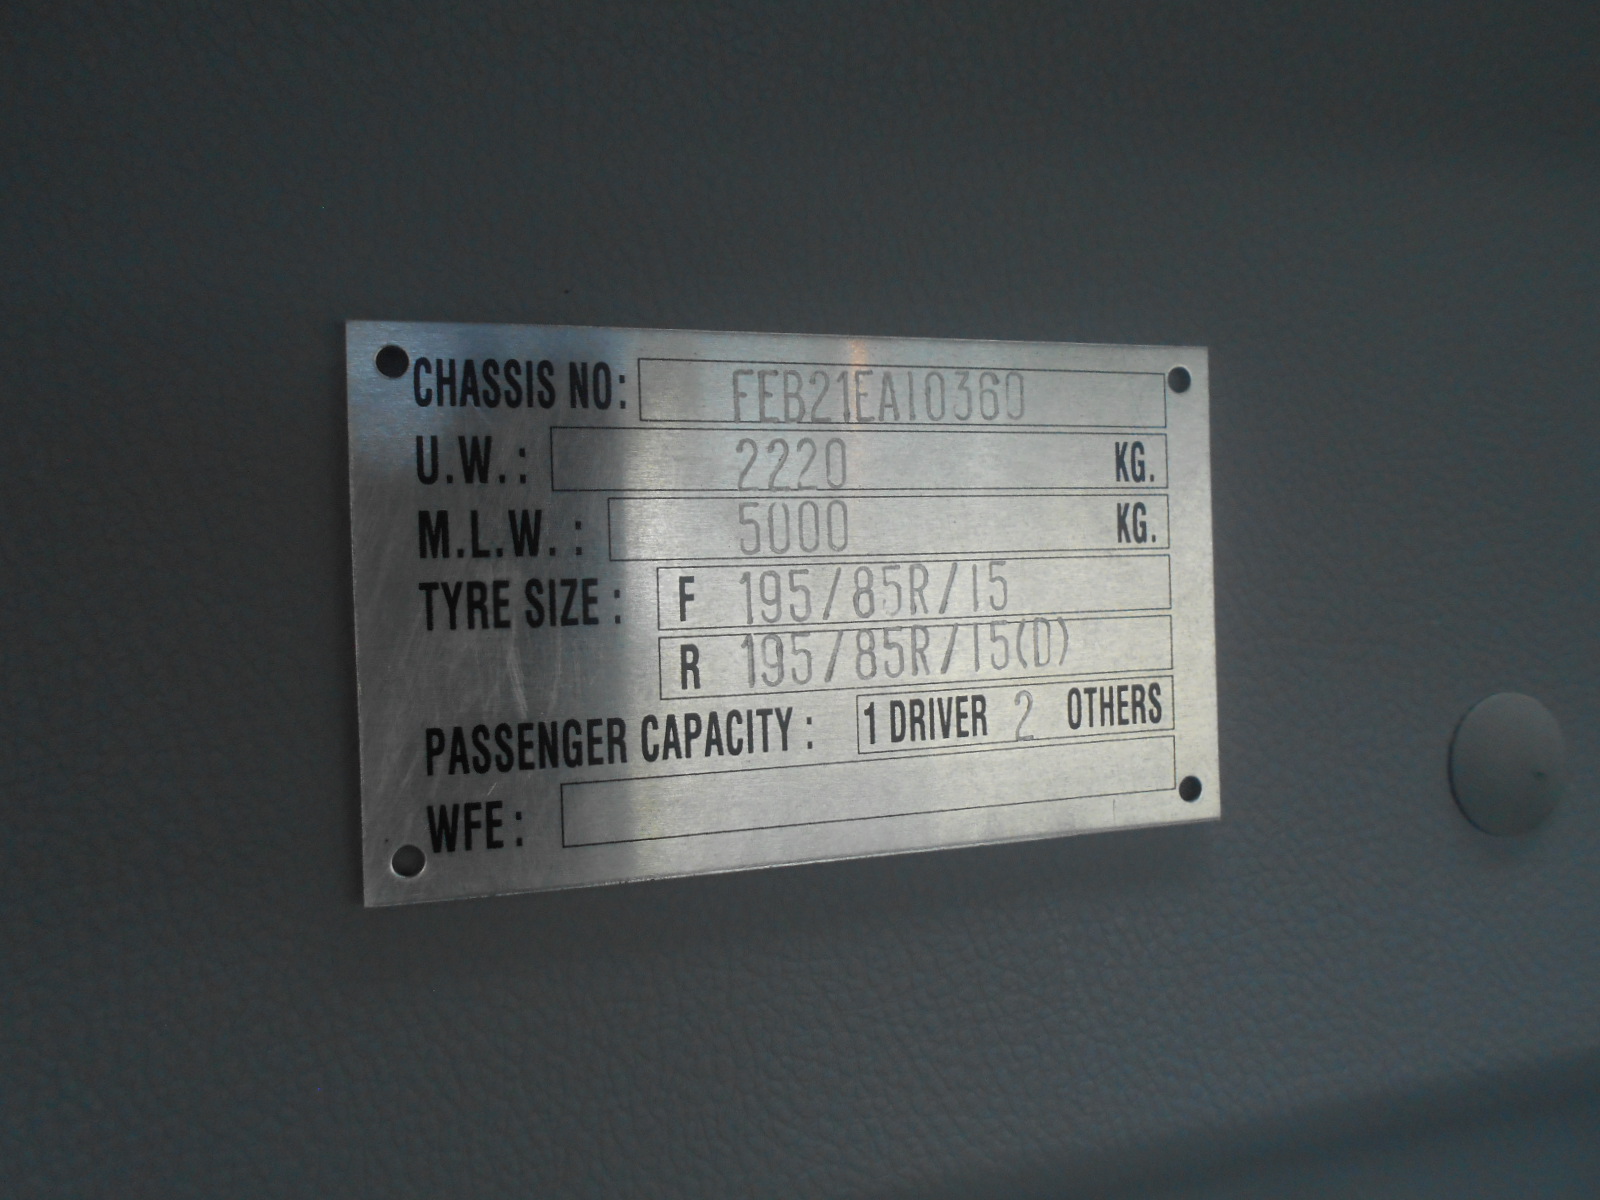 CHASSIS NO: FEB21EA10360
U.W.: 2220 KG.
M.L.W. : 5000 KG.
TYRE SIZE : F 195/85R/15
R 195/85R/15(D)
PASSENGER CAPACITY : 1 DRIVER 2 OTHERS
WFE :